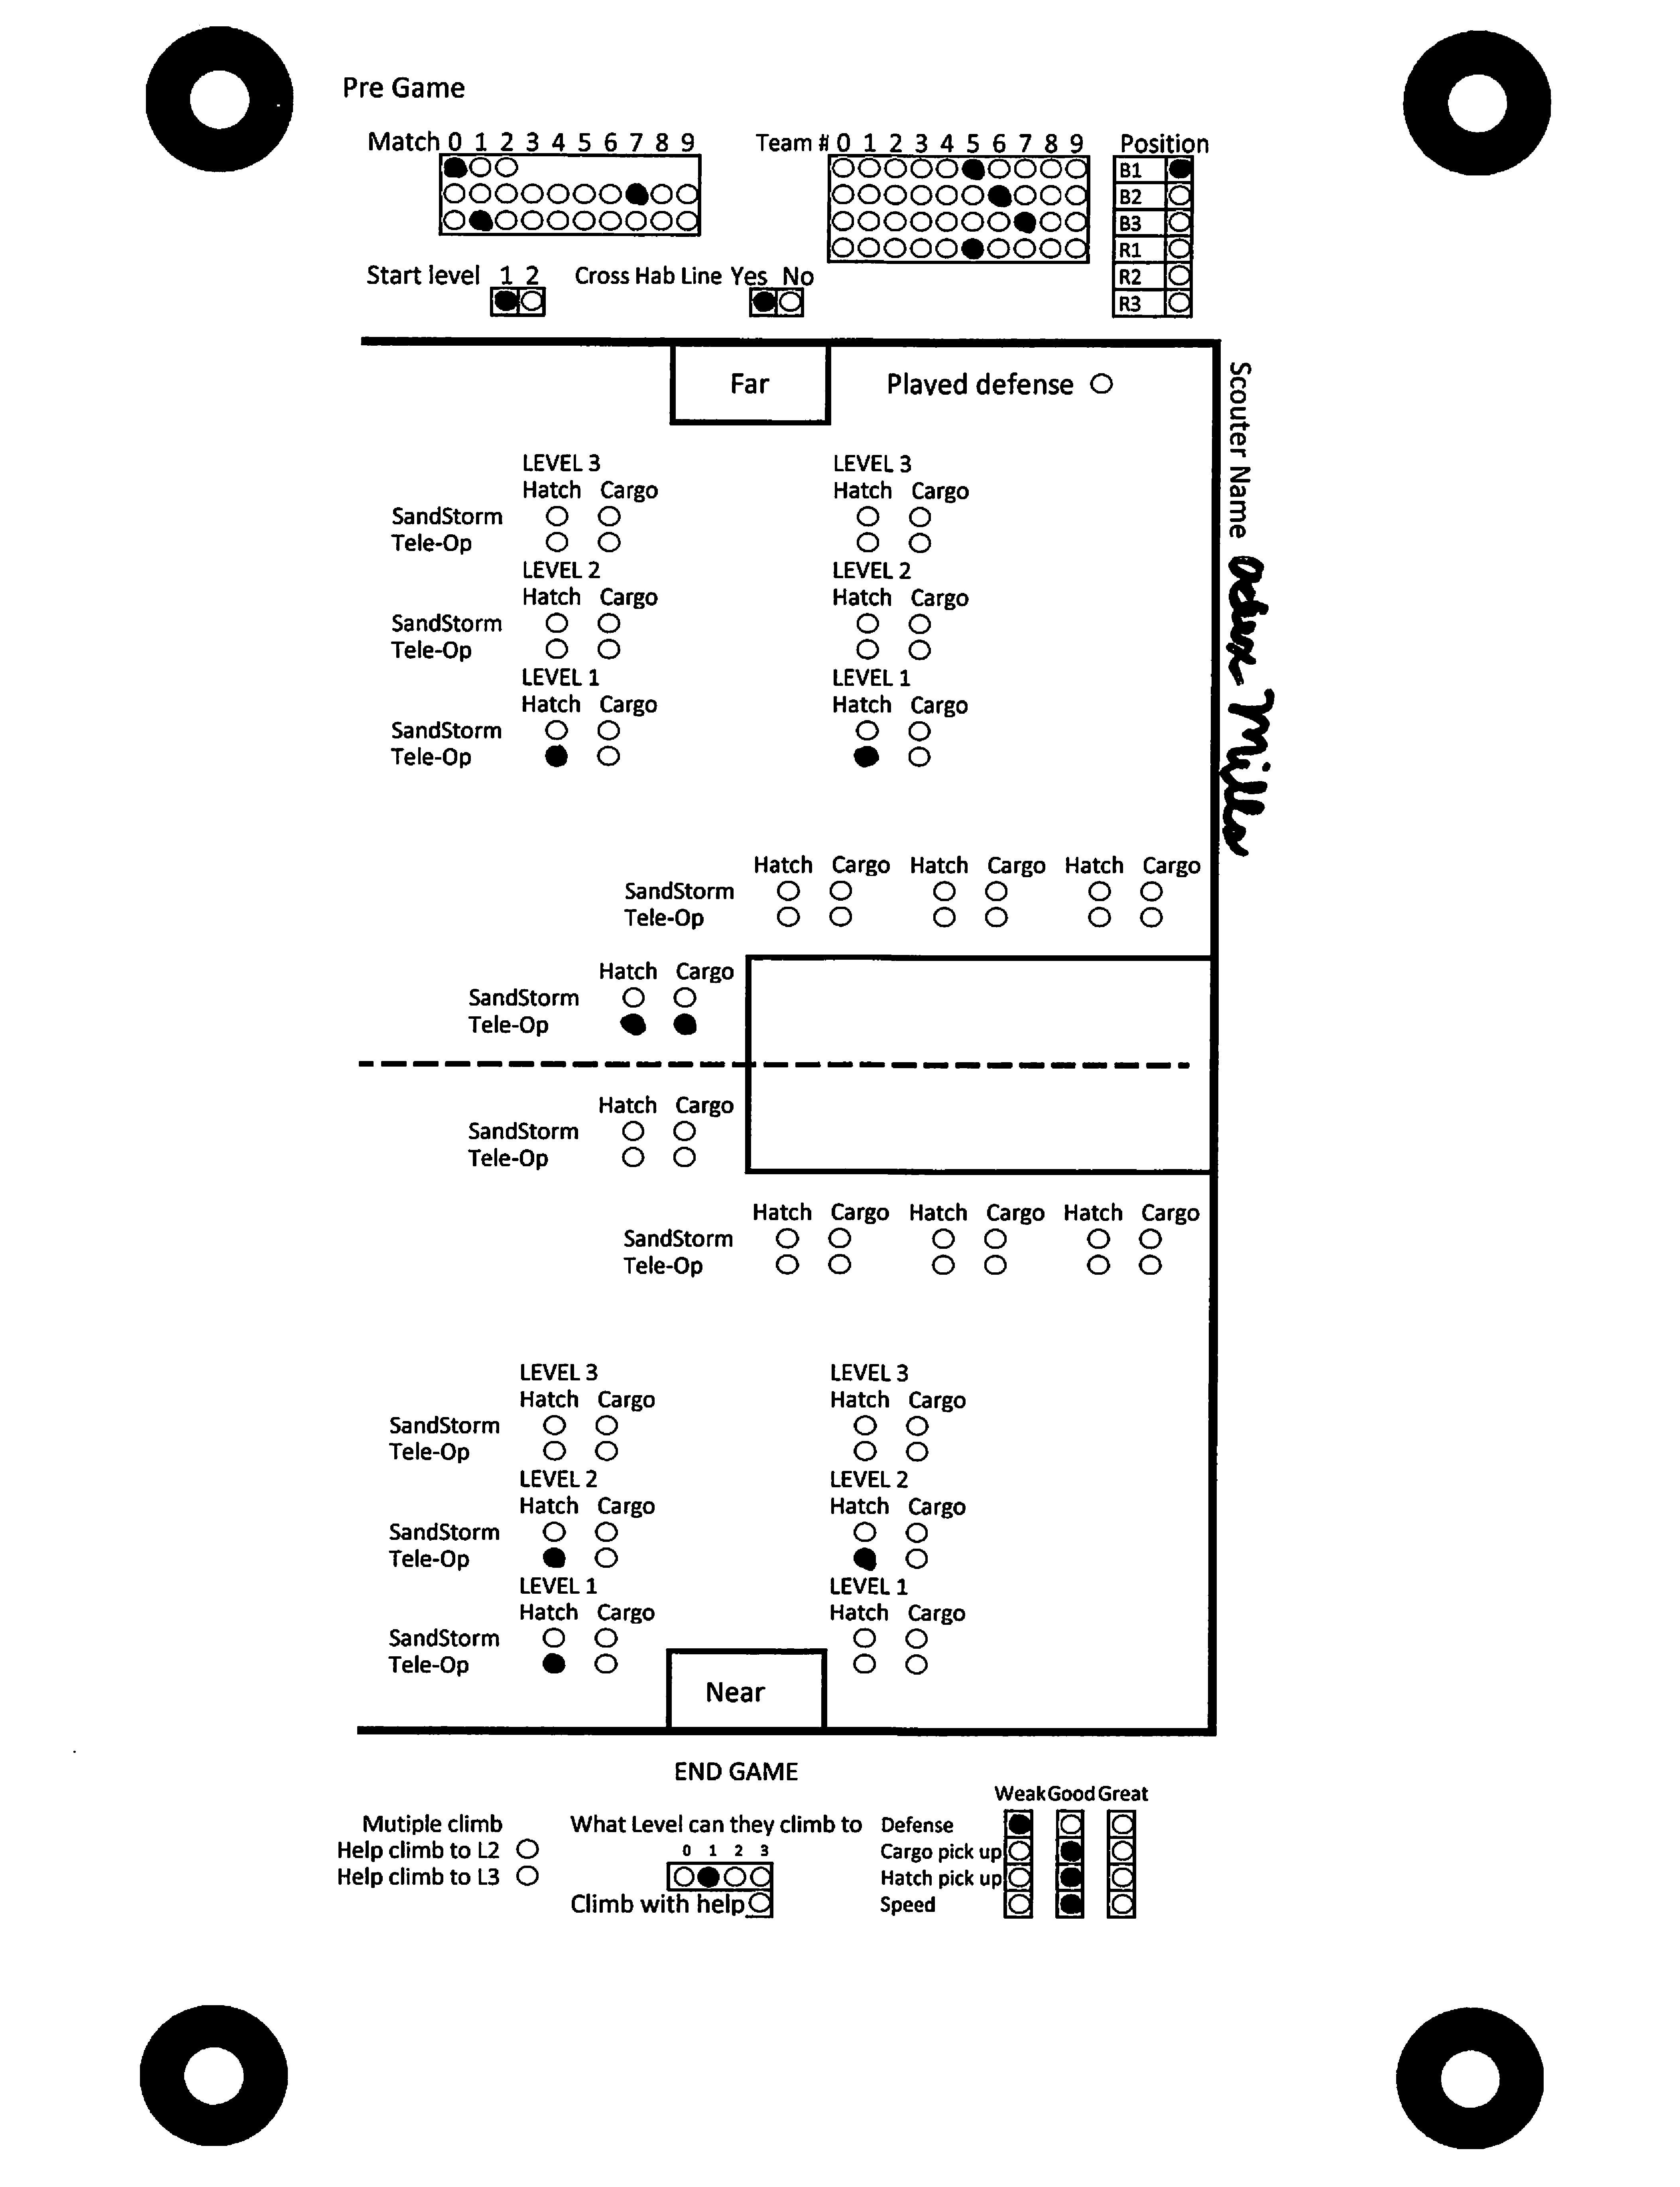 Pre Game
Match 0 1 2 3 4 5 6 7 8 9
Team # 0 1 2 3 4 5 6 7 8 9
Position
B1
B2
B3
R1
R2
R3
Start level 1 2
Cross Hab Line Yes No
Far
Played defense
Scouter Name
Mills
LEVEL 3 LEVEL 3
Hatch Cargo Hatch Cargo
SandStorm
Tele-Op
LEVEL 2 LEVEL 2
Hatch Cargo Hatch Cargo
SandStorm
Tele-Op
LEVEL 1 LEVEL 1
Hatch Cargo Hatch Cargo
SandStorm
Tele-Op
Hatch Cargo Hatch Cargo Hatch Cargo
SandStorm
Tele-Op
Hatch Cargo
SandStorm
Tele-Op
Hatch Cargo
SandStorm
Tele-Op
Hatch Cargo Hatch Cargo Hatch Cargo
SandStorm
Tele-Op
LEVEL 3 LEVEL 3
Hatch Cargo Hatch Cargo
SandStorm
Tele-Op
LEVEL 2 LEVEL 2
Hatch Cargo Hatch Cargo
SandStorm
Tele-Op
LEVEL 1 LEVEL 1
Hatch Cargo Hatch Cargo
SandStorm
Tele-Op
Near
END GAME
Mutiple climb
Help climb to L2
Help climb to L3
What Level can they climb to
0 1 2 3
Climb with help
Weak Good Great
Defense
Cargo pick up
Hatch pick up
Speed